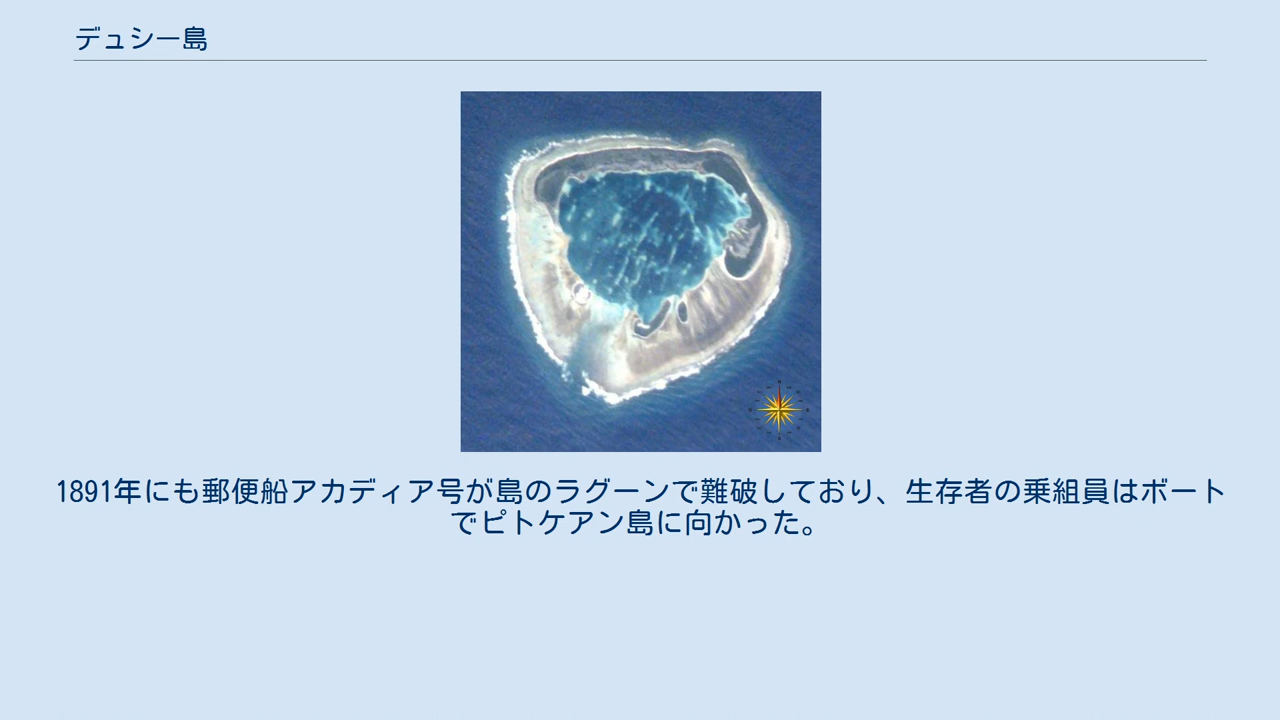 デュシー島
1891年にも郵便船アカディア号が島のラグーンで難破しており、生存者の乗組員はボート
でピトケアン島に向かった。